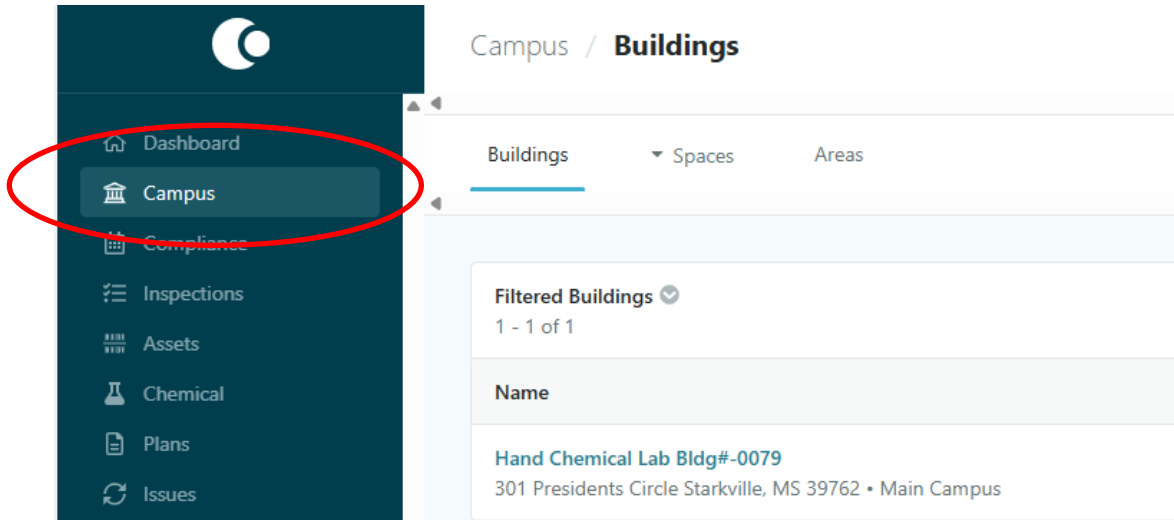 Campus / Buildings
Dashboard
Campus
Compliance
Inspections
Assets
Chemical
Plans
Issues
Buildings
Spaces
Areas
Filtered Buildings
1 - 1 of 1
Name
Hand Chemical Lab Bldg#-0079
301 Presidents Circle Starkville, MS 39762 • Main Campus